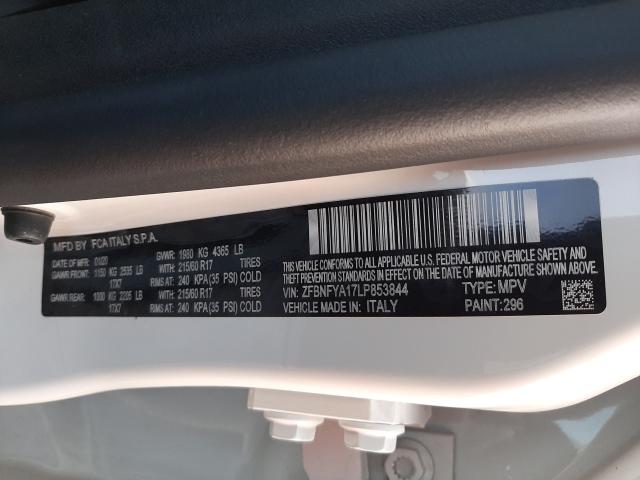 MFD BY FCA ITALY S.P.A.
DATE OF MFR 01/20 GVWR: 1980 KG 4365 LB
GAWR FRONT: 1150 KG 2535 LB WITH: 215/60 R17 TIRES
17X7 RIMS AT: 240 KPA (35 PSI) COLD
GAWR REAR: 1000 KG 2205 LB WITH: 215/60 R17 TIRES
17X7 RIMS AT: 240 KPA (35 PSI) COLD
THIS VEHICLE CONFORMS TO ALL APPLICABLE U.S. FEDERAL MOTOR VEHICLE SAFETY AND
THEFT PREVENTION STANDARDS IN EFFECT ON THE DATE OF MANUFACTURE SHOWN ABOVE.
VIN: ZFBNFYA17LP853844 TYPE: MPV
VEHICLE MADE IN: ITALY PAINT: 296